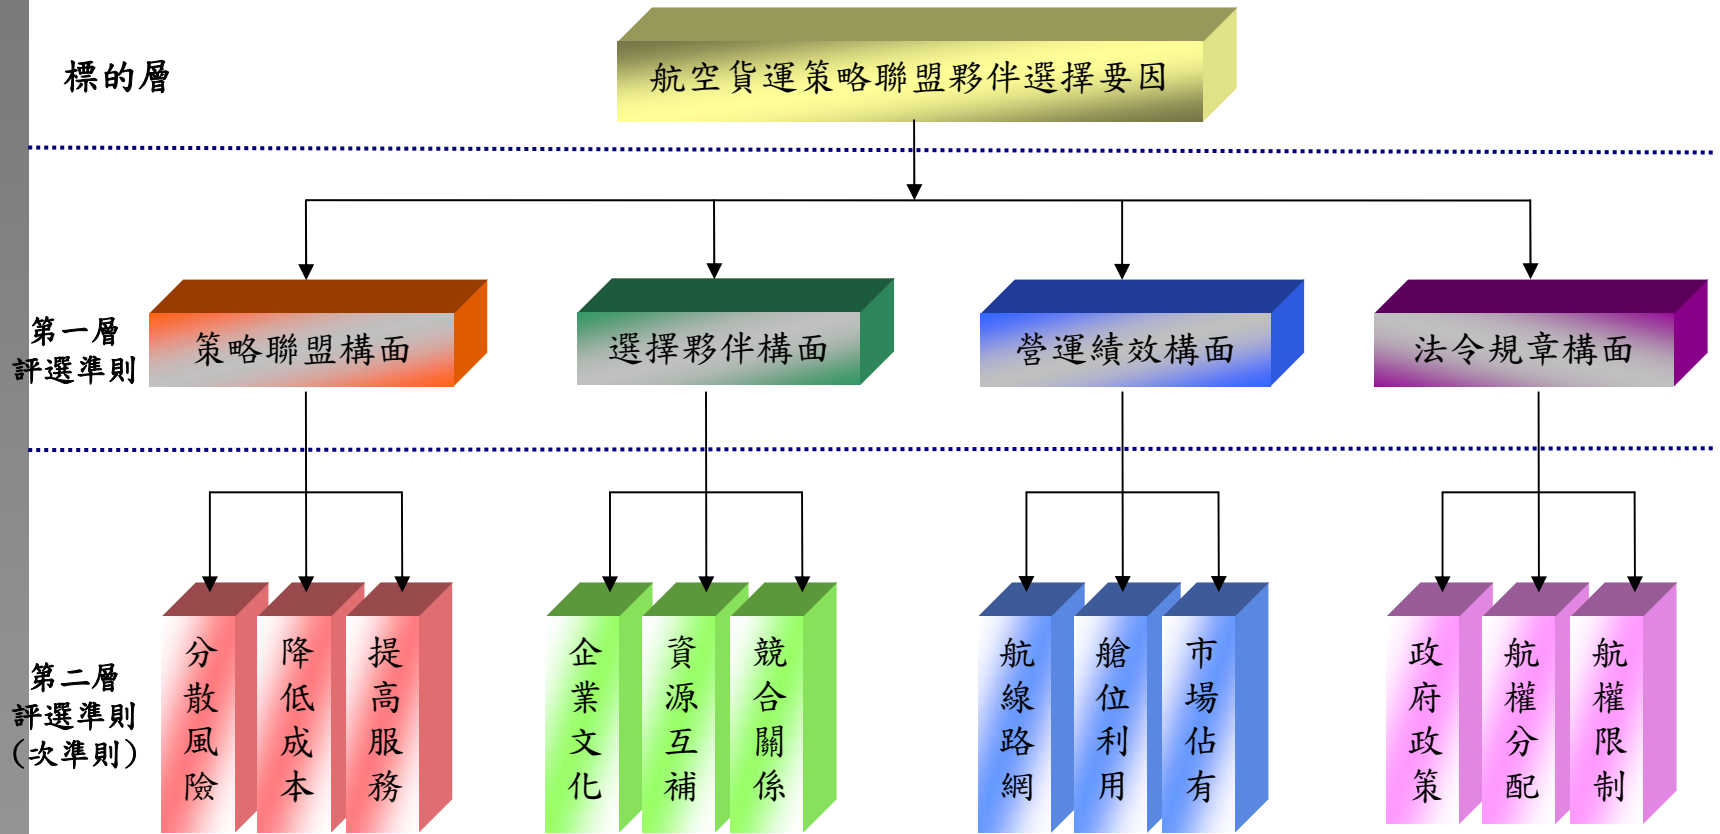 標的層
航空貨運策略聯盟夥伴選擇要因
第一層
評選準則
策略聯盟構面
選擇夥伴構面
營運績效構面
法令規章構面
第二層
評選準則
（次準則）
分散風險
降低成本
提高服務
企業文化
資源互補
競合關係
航線路網
艙位利用
市場佔有
政府政策
航權分配
航權限制